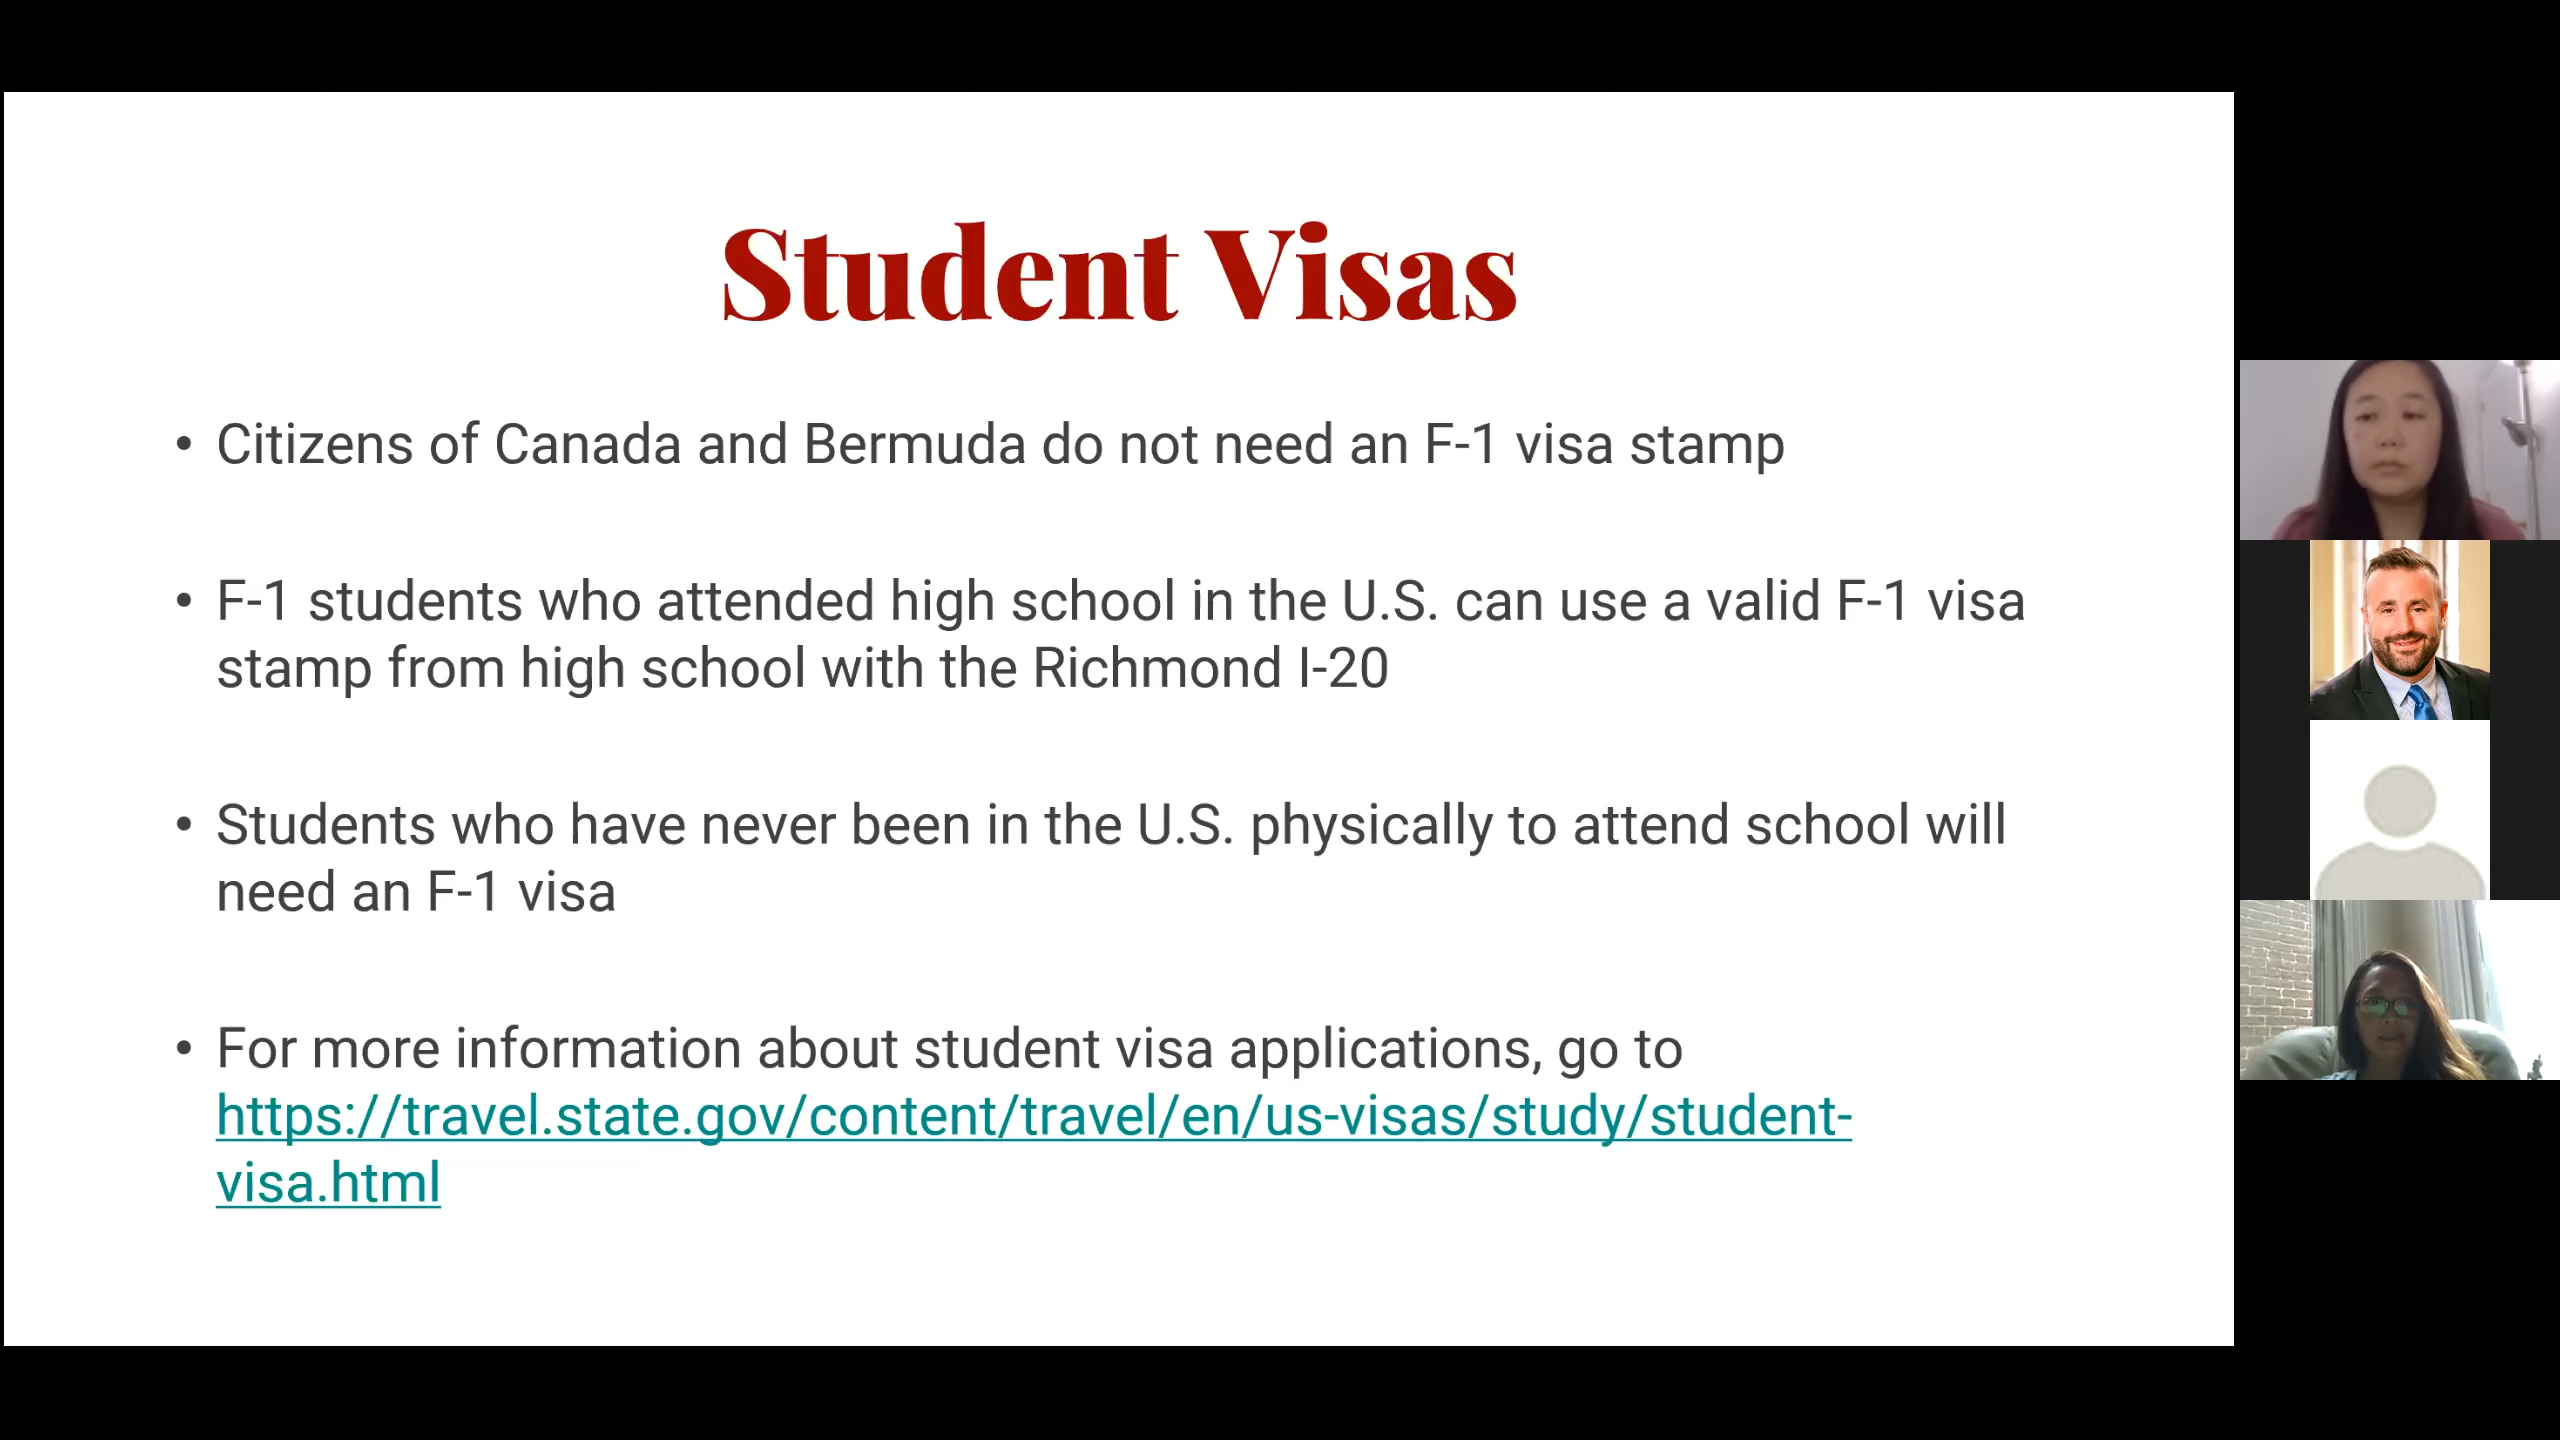 Student Visas
• Citizens of Canada and Bermuda do not need an F-1 visa stamp
• F-1 students who attended high school in the U.S. can use a valid F-1 visa
stamp from high school with the Richmond I-20
• Students who have never been in the U.S. physically to attend school will
need an F-1 visa
• For more information about student visa applications, go to
https://travel.state.gov/content/travel/en/us-visas/study/student-
visa.html